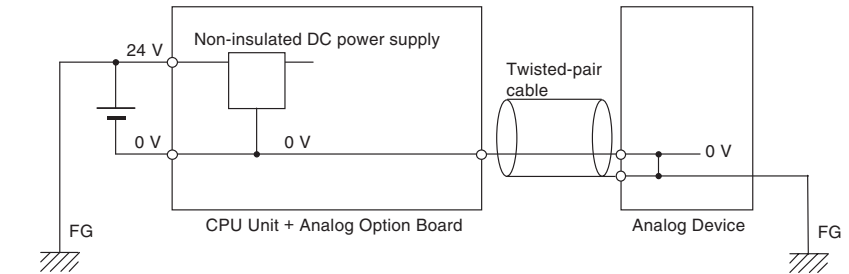 Non-insulated DC power supply
24 V
Twisted-pair
cable
0 V
0 V
0 V
FG
CPU Unit + Analog Option Board
Analog Device
FG